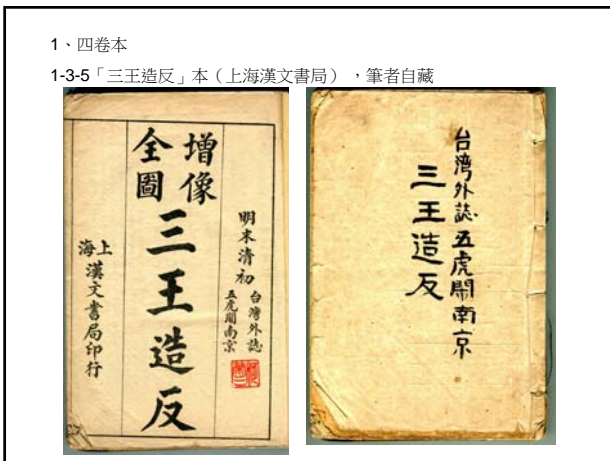 1、四卷本
1-3-5「三王造反」本（上海漢文書局），筆者自藏
明末清初
台灣外誌
五虎鬧南京
增像
全圖
三王造反
上海漢文書局印行
台湾外誌 五虎鬧南京
三王造反